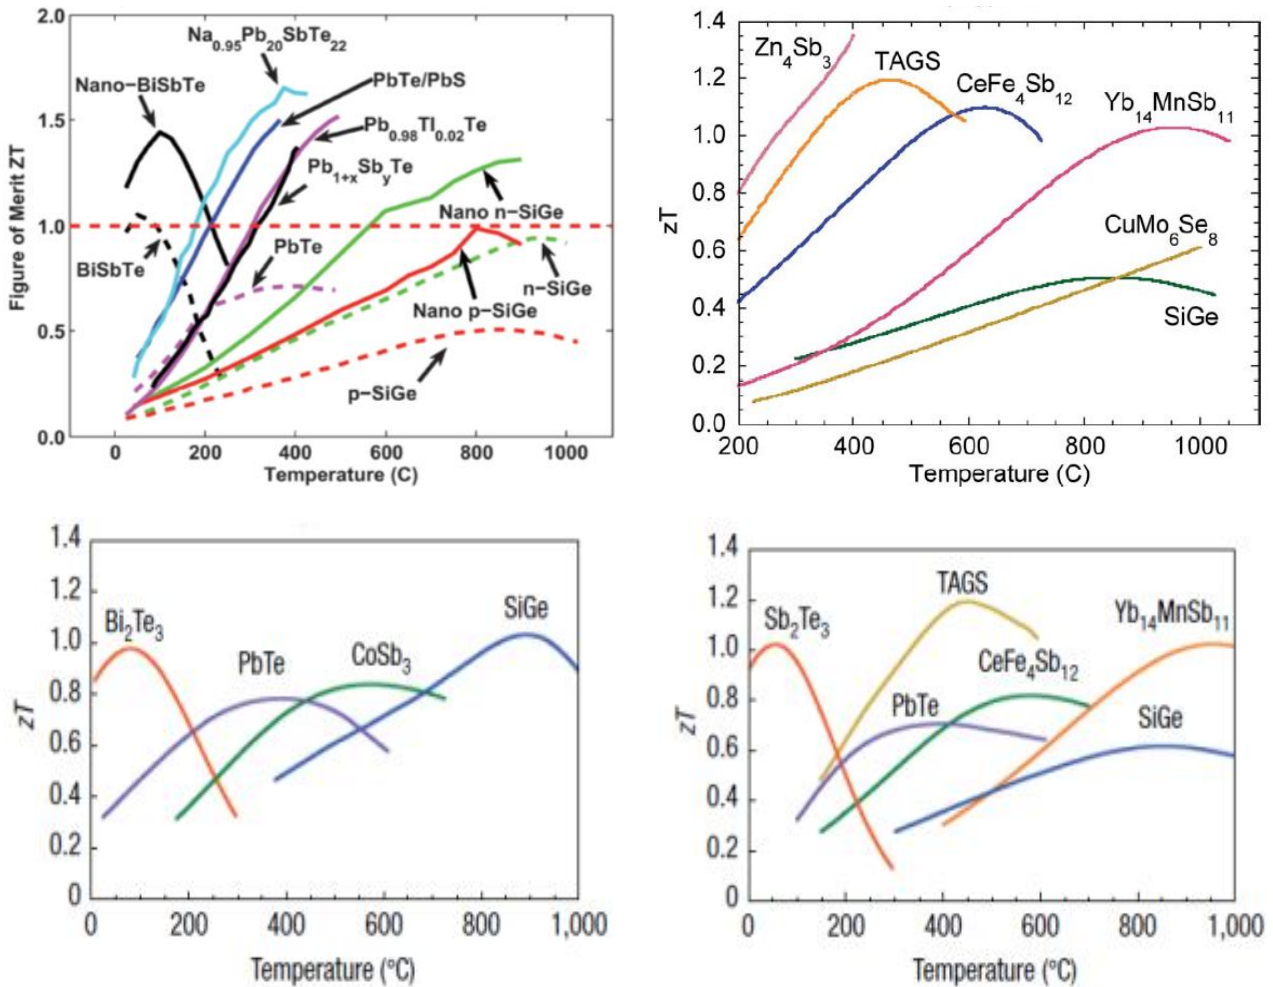 2.0
1.5
1.0
0.5
0.0
Figure of Merit ZT
Na0.95Pb20SbTe22
Nano−BiSbTe
PbTe/PbS
Pb0.98Tl0.02Te
Pb1+xSbyTe
Nano n−SiGe
PbTe
BiSbTe
n−SiGe
Nano p−SiGe
p−SiGe
0 200 400 600 800 1000
Temperature (C)
1.4
1.2
1.0
0.8
0.6
0.4
0.2
0.0
zT
Zn4Sb3
TAGS
CeFe4Sb12
Yb14MnSb11
CuMo6Se8
SiGe
200 400 600 800 1000
Temperature (C)
1.4
1.2
1.0
0.8
0.6
0.4
0.2
0
zT
Bi2Te3
PbTe
CoSb3
SiGe
0 200 400 600 800 1,000
Temperature (°C)
1.4
1.2
1.0
0.8
0.6
0.4
0.2
0
zT
Sb2Te3
TAGS
PbTe
CeFe4Sb12
Yb14MnSb11
SiGe
0 200 400 600 800 1,000
Temperature (°C)